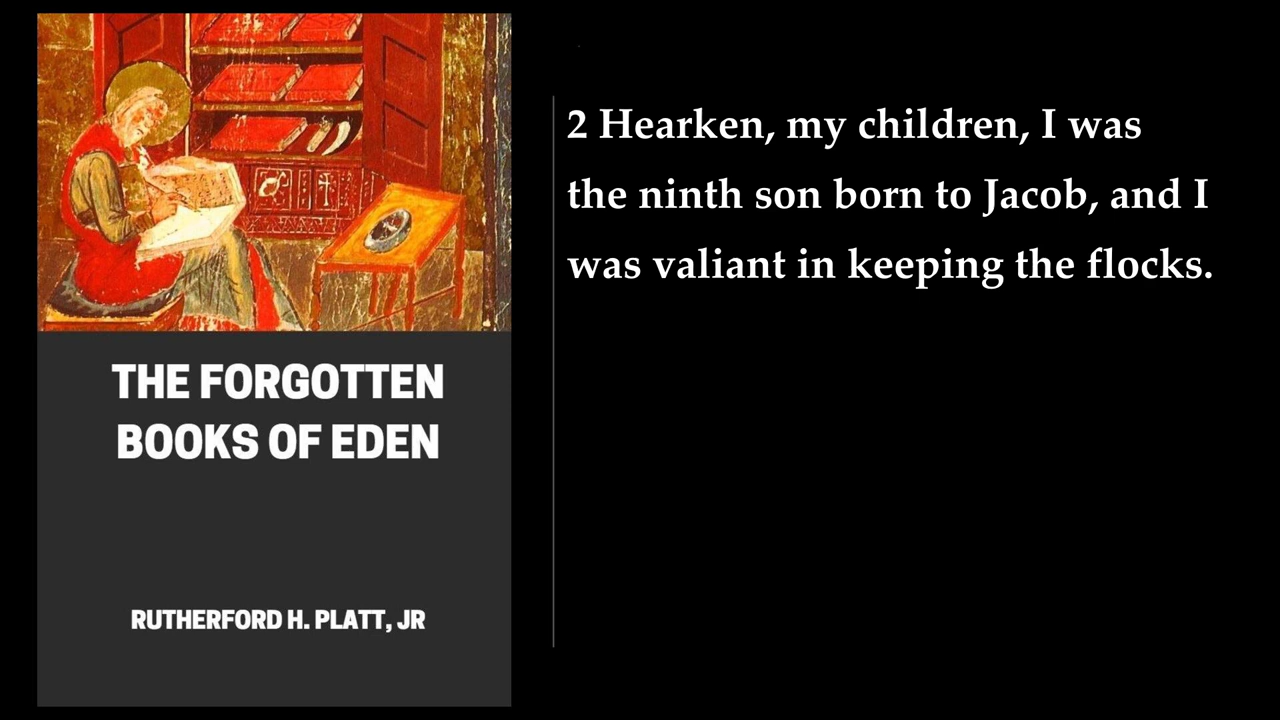 THE FORGOTTEN
BOOKS OF EDEN
RUTHERFORD H. PLATT, JR
2 Hearken, my children, I was
the ninth son born to Jacob, and I
was valiant in keeping the flocks.